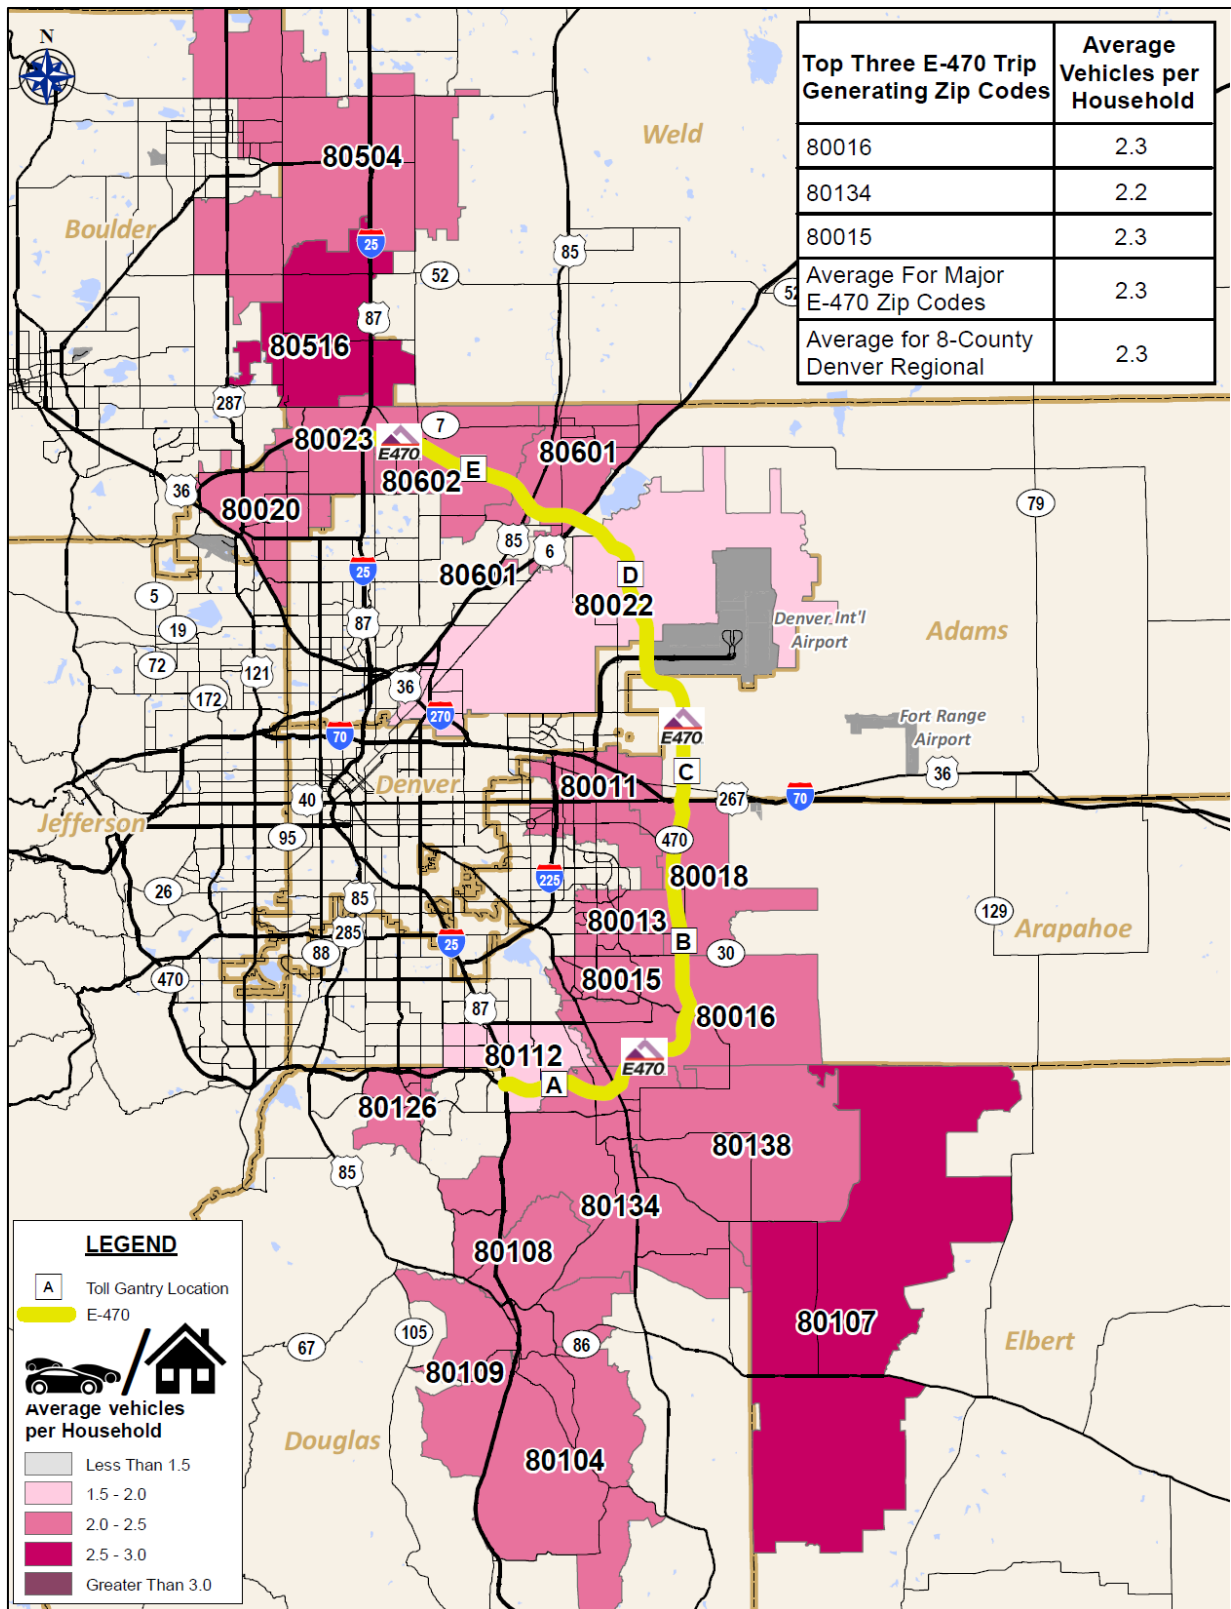 N
Top Three E-470 Trip
Generating Zip Codes
Average
Vehicles per
Household
80016
2.3
80134
2.2
80015
2.3
Average For Major
E-470 Zip Codes
2.3
Average for 8-County
Denver Regional
2.3
Weld
80504
Boulder
25
85
52
52
87
80516
287
7
80023
E470
80601
80602
E
36
80020
79
85
6
25
80601
D
5
80022
Denver Int'l
Airport
19
87
Adams
72
121
172
36
270
Fort Range
Airport
70
E470
C
36
Denver
80011
40
267
70
Jefferson
95
470
225
80018
26
85
80013
129
285
25
B
Arapahoe
88
30
470
80015
87
80016
80112
E470
A
80126
80138
85
80134
80108
LEGEND
A
Toll Gantry Location
E-470
80107
105
86
67
Elbert
80109
Average Vehicles
per Household
Douglas
80104
Less Than 1.5
1.5 - 2.0
2.0 - 2.5
2.5 - 3.0
Greater Than 3.0